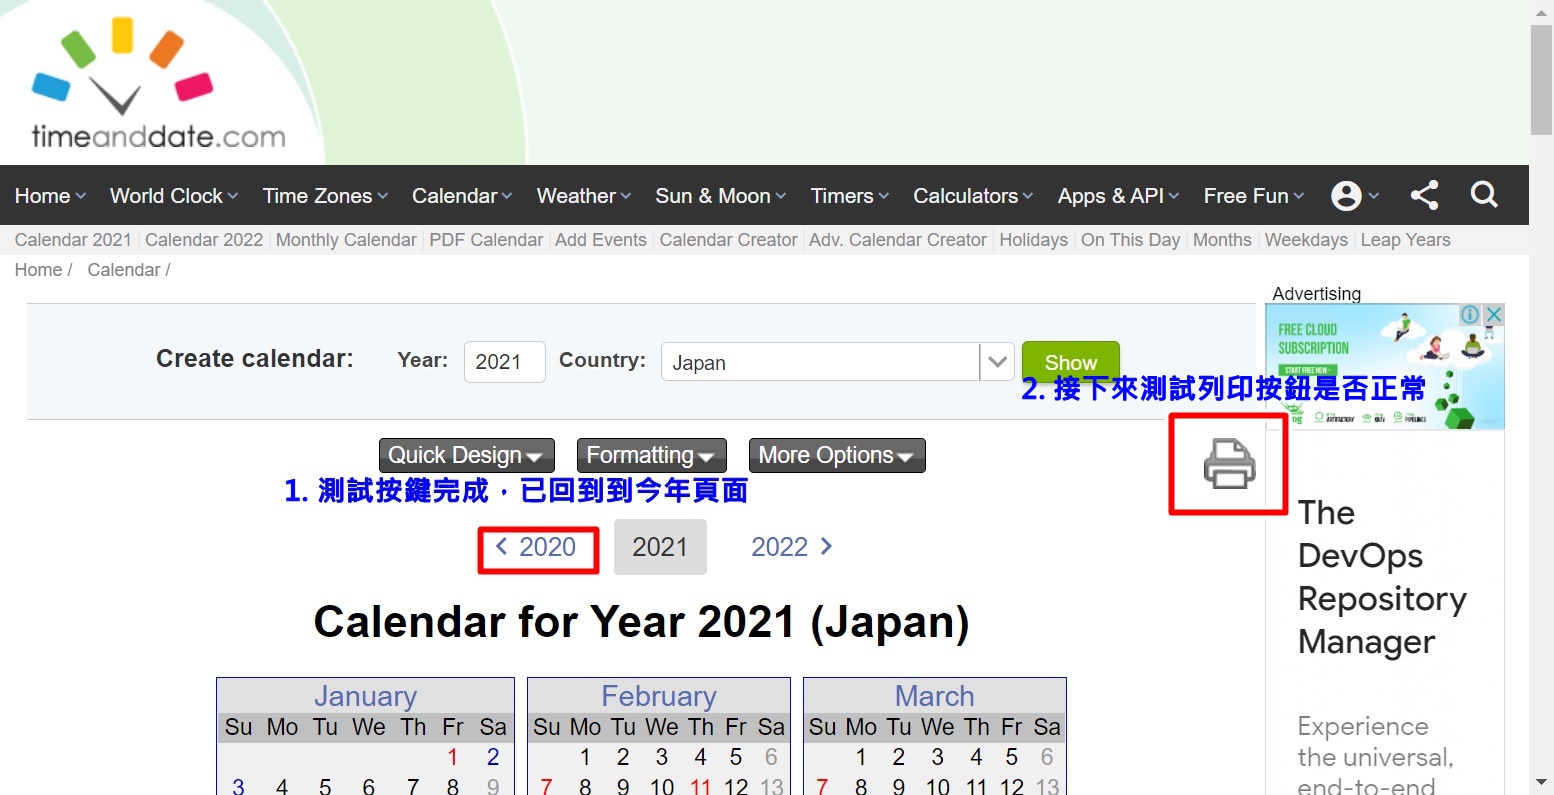 timeanddate.com
Home World Clock Time Zones Calendar Weather Sun & Moon Timers Calculators Apps & API Free Fun
Calendar 2021 Calendar 2022 Monthly Calendar PDF Calendar Add Events Calendar Creator Adv. Calendar Creator Holidays On This Day Months Weekdays Leap Years
Home / Calendar /
Advertising
FREE CLOUD
SUBSCRIPTION
START FREE NOW
Create calendar: Year: 2021 Country: Japan Show
2. 接下來測試列印按鈕是否正常
Quick Design Formatting More Options
1. 測試按鍵完成，已回到到今年頁面
2020 2021 2022
Calendar for Year 2021 (Japan)
The
DevOps
Repository
Manager
Experience
the universal,
end-to-end
January February March
Su Mo Tu We Th Fr Sa Su Mo Tu We Th Fr Sa Su Mo Tu We Th Fr Sa
1 2 1 2 3 4 5 6 1 2 3 4 5 6
3 4 5 6 7 8 9 7 8 9 10 11 12 13 7 8 9 10 11 12 13